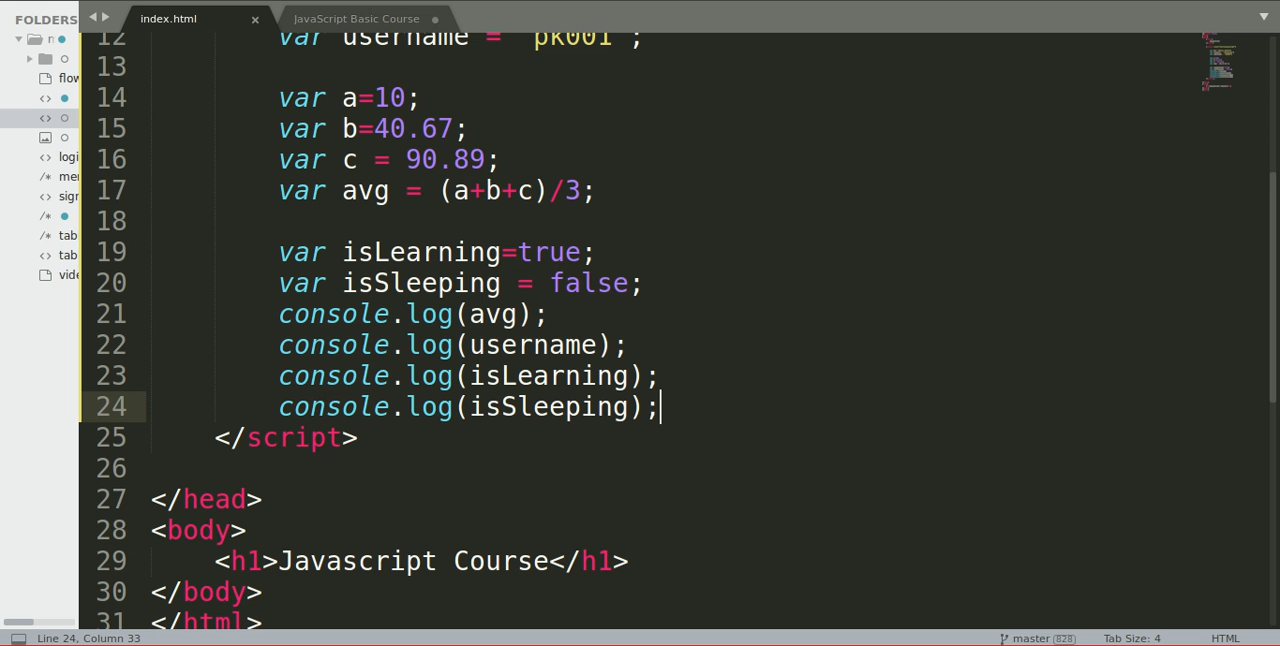 FOLDERS
index.html ×
JavaScript Basic Course
flow
logi
mer
sign
tab
tab
vide
12 var username = "pk001";
13
14 var a=10;
15 var b=40.67;
16 var c = 90.89;
17 var avg = (a+b+c)/3;
18
19 var isLearning=true;
20 var isSleeping = false;
21 console.log(avg);
22 console.log(username);
23 console.log(isLearning);
24 console.log(isSleeping);
25 </script>
26
27 </head>
28 <body>
29 <h1>Javascript Course</h1>
30 </body>
31 </html>
Line 24, Column 33
master 828
Tab Size: 4
HTML